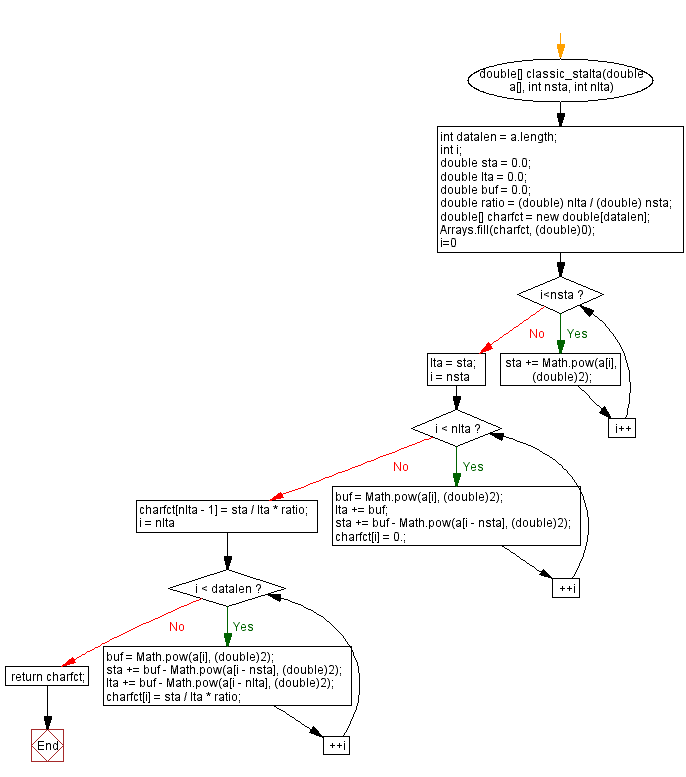 double[] classic_stalta(double
a[], int nsta, int nlta)
int datalen = a.length;
int i;
double sta = 0.0;
double lta = 0.0;
double buf = 0.0;
double ratio = (double) nlta / (double) nsta;
double[] charfct = new double[datalen];
Arrays.fill(charfct, (double)0);
i=0
i<nsta ?
No
Yes
lta = sta;
i = nsta
sta += Math.pow(a[i],
(double)2);
i++
i < nlta ?
No
Yes
buf = Math.pow(a[i], (double)2);
lta += buf;
sta += buf - Math.pow(a[i - nsta], (double)2);
charfct[i] = 0.;
++i
charfct[nlta - 1] = sta / lta * ratio;
i = nlta
i < datalen ?
No
Yes
return charfct;
buf = Math.pow(a[i], (double)2);
sta += buf - Math.pow(a[i - nsta], (double)2);
lta += buf - Math.pow(a[i - nlta], (double)2);
charfct[i] = sta / lta * ratio;
++i
End